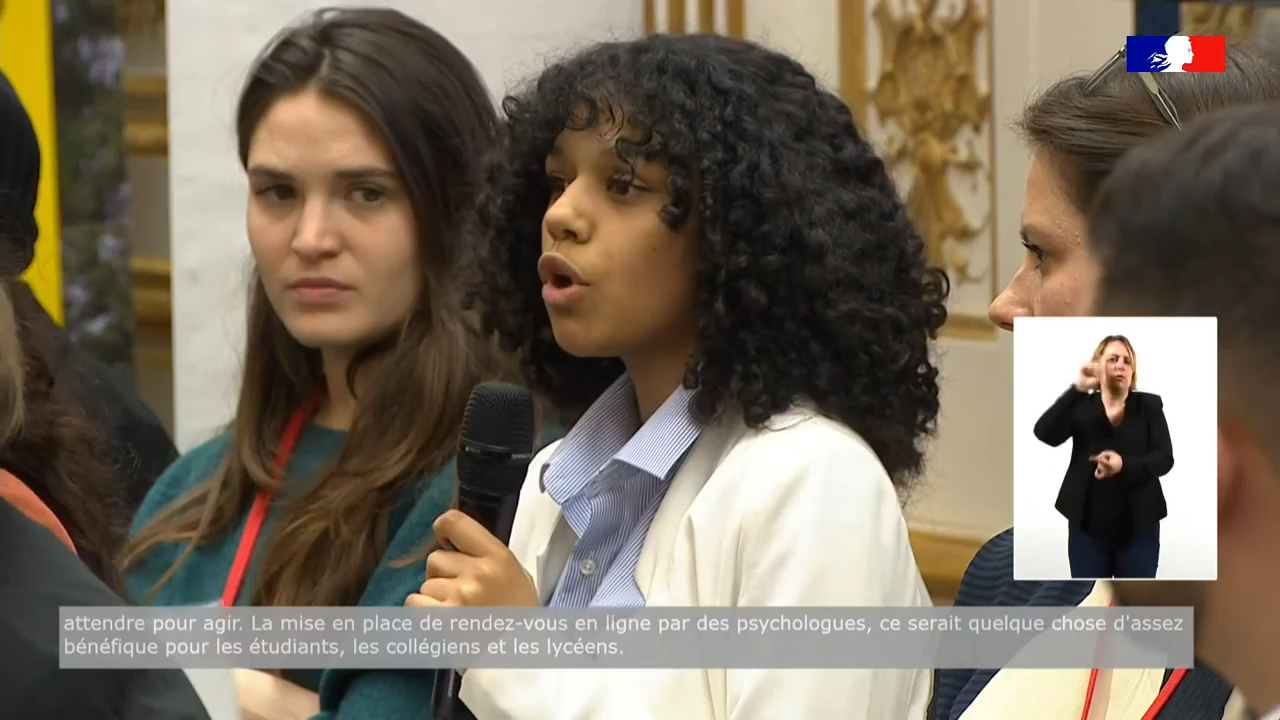 attendre pour agir. La mise en place de rendez-vous en ligne par des psychologues, ce serait quelque chose d'assez
bénéfique pour les étudiants, les collégiens et les lycéens.